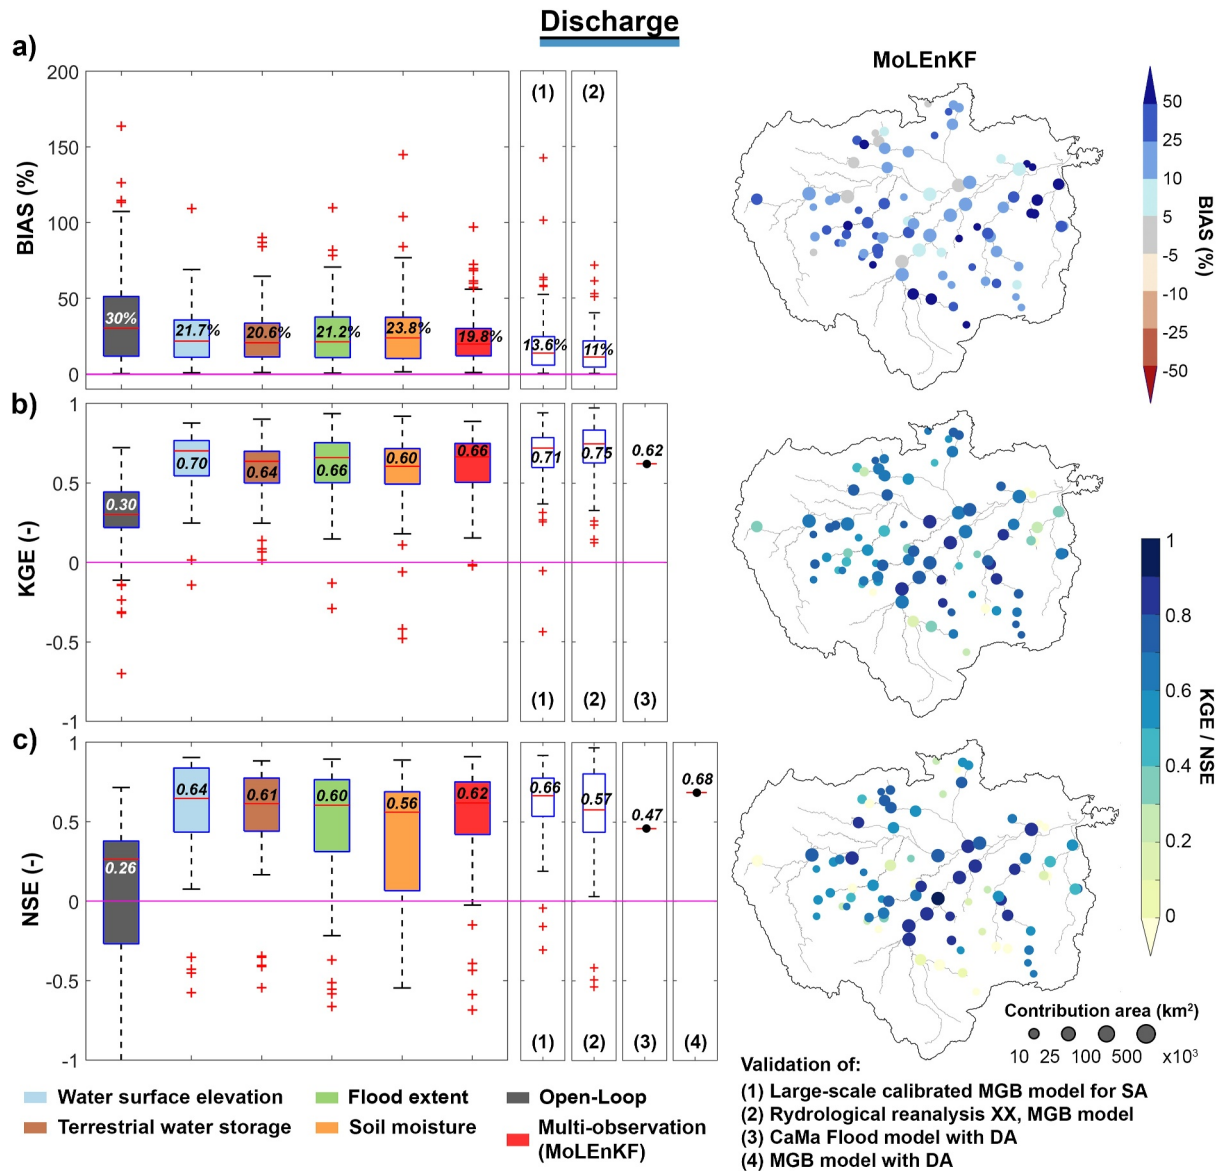 Discharge
a)
MoLEnKF
200
150
100
50
0
BIAS (%)
30%
21.7%
20.6%
21.2%
23.8%
19.8%
13.6%
11%
(1)
(2)
50
25
10
5
-5
-10
-25
-50
BIAS (%)
b)
1
0.5
0
-0.5
-1
KGE (-)
0.30
0.70
0.64
0.66
0.60
0.66
0.71
0.75
0.62
(1)
(2)
(3)
c)
1
0.5
0
-0.5
-1
NSE (-)
0.26
0.64
0.61
0.60
0.56
0.62
0.66
0.57
0.47
0.68
(1)
(2)
(3)
(4)
1
0.8
0.6
0.4
0.2
0
KGE / NSE
Contribution area (km²)
10 25 100 500 x10³
Water surface elevation
Terrestrial water storage
Flood extent
Soil moisture
Open-Loop
Multi-observation
(MoLEnKF)
Validation of:
(1) Large-scale calibrated MGB model for SA
(2) Rydrological reanalysis XX, MGB model
(3) CaMa Flood model with DA
(4) MGB model with DA